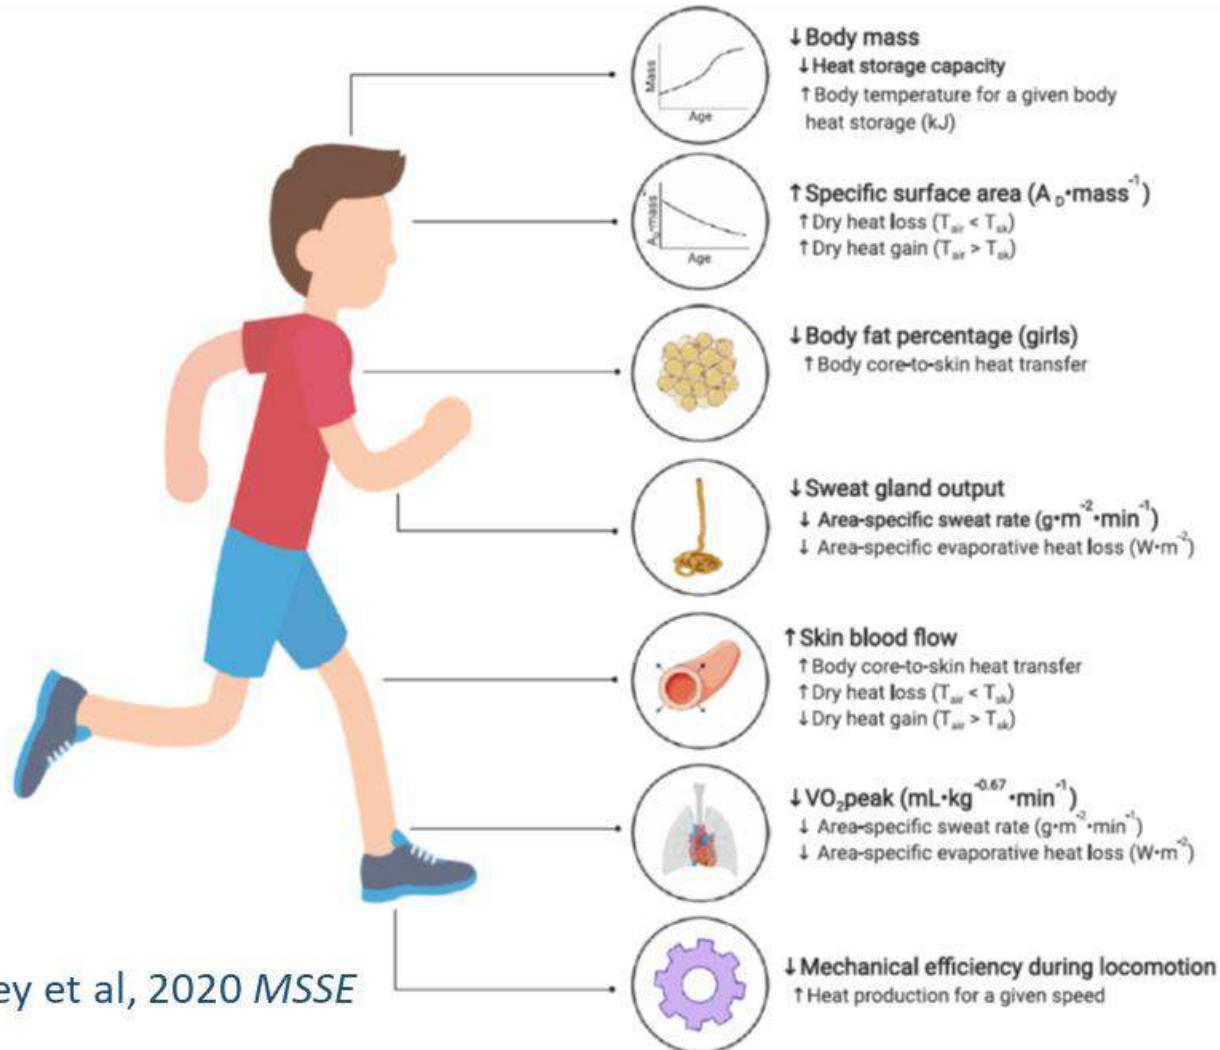 ↓Body mass
↓Heat storage capacity
↑Body temperature for a given body
heat storage (kJ)
Mass
Age
↑Specific surface area (A_D•mass⁻¹)
↑Dry heat loss (T_air < T_sk)
↑Dry heat gain (T_air > T_sk)
A_D•mass
Age
↓Body fat percentage (girls)
↑Body core-to-skin heat transfer
↓Sweat gland output
↓ Area-specific sweat rate (g•m⁻²•min⁻¹)
↓ Area-specific evaporative heat loss (W•m⁻²)
↑Skin blood flow
↑Body core-to-skin heat transfer
↑Dry heat loss (T_air < T_sk)
↓Dry heat gain (T_air > T_sk)
↓VO₂peak (mL•kg⁻⁰·⁶⁷•min⁻¹)
↓ Area-specific sweat rate (g•m⁻²•min⁻¹)
↓ Area-specific evaporative heat loss (W•m⁻²)
↓Mechanical efficiency during locomotion
↑Heat production for a given speed
ey et al, 2020 MSSE